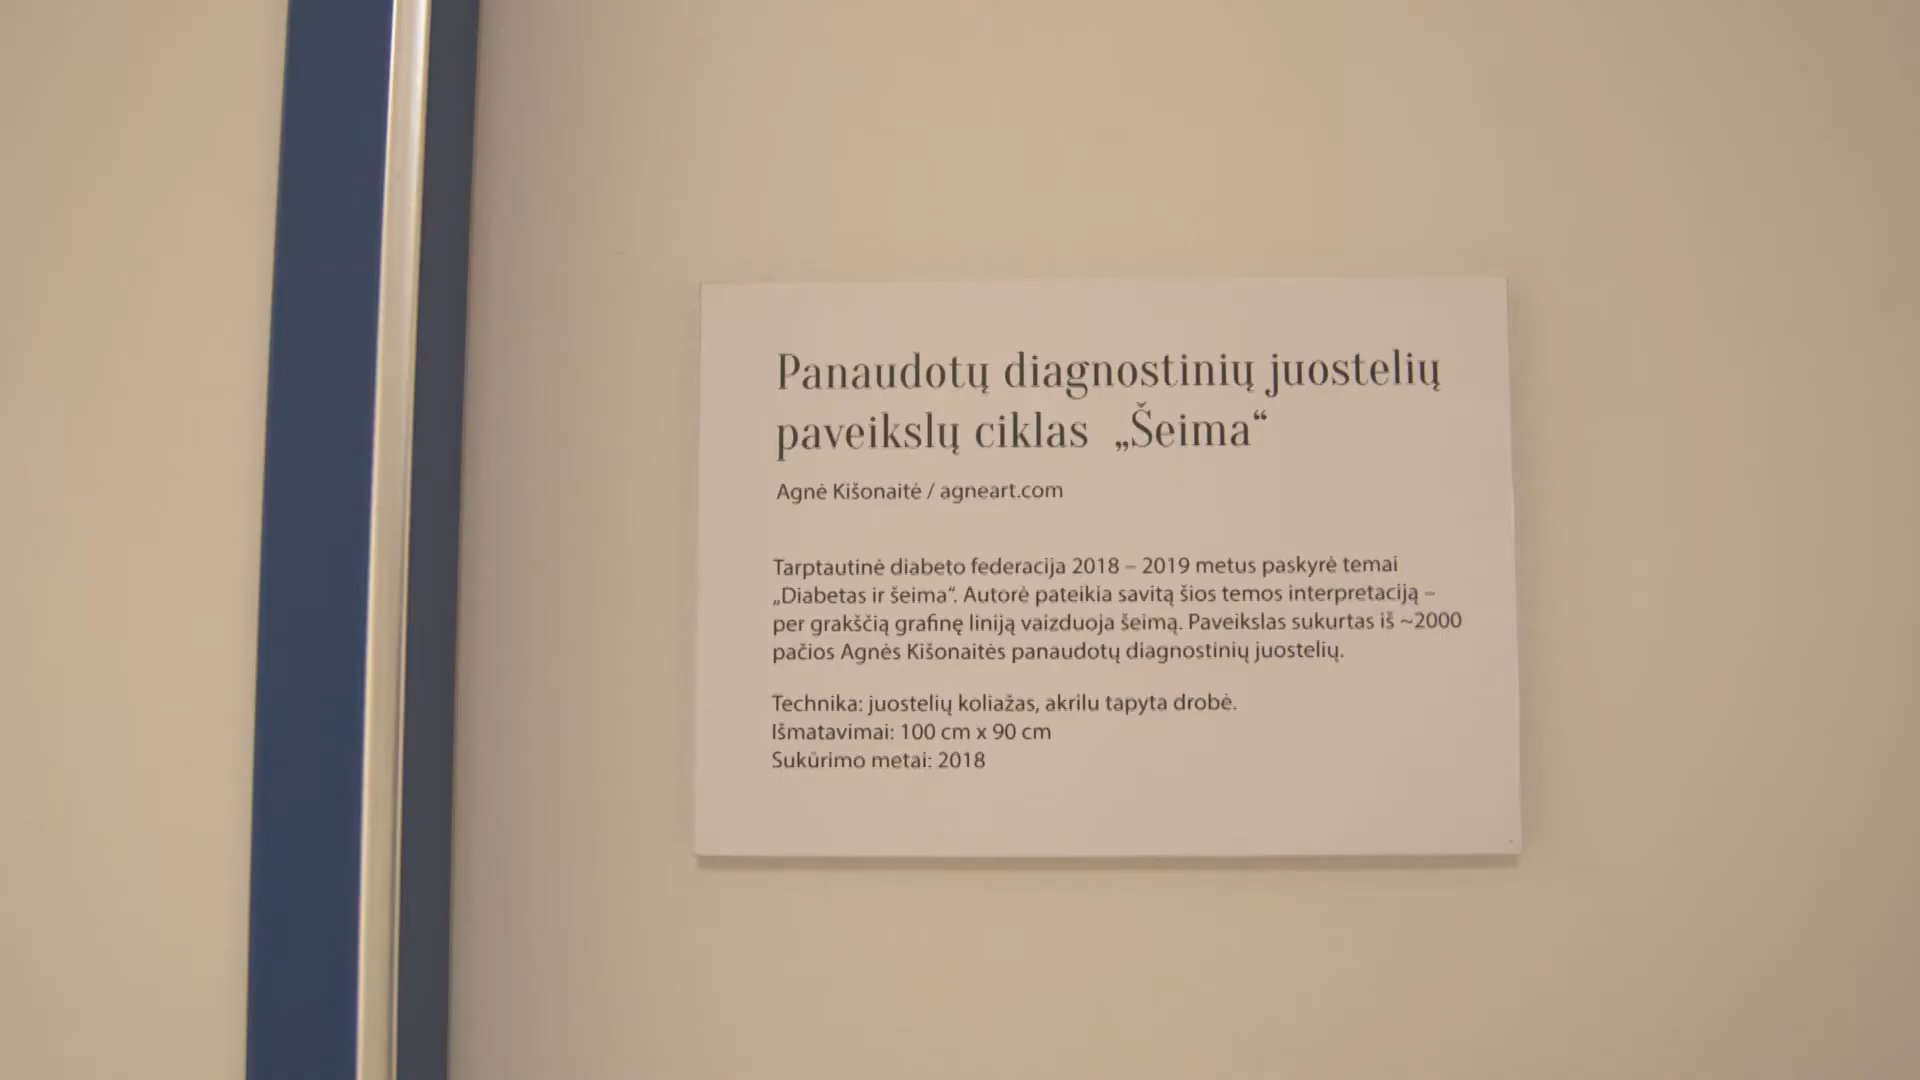 Panaudotų diagnostinių juostelių
paveikslų ciklas „Šeima“
Agnė Kišonaitė / agneart.com
Tarptautinė diabeto federacija 2018 – 2019 metus paskyrė temai
„Diabetas ir šeima“. Autorė pateikia savitą šios temos interpretaciją –
per grakščią grafinę liniją vaizduoja šeimą. Paveikslas sukurtas iš ~2000
pačios Agnės Kišonaitės panaudotų diagnostinių juostelių.
Technika: juostelių koliažas, akrilu tapyta drobė.
Išmatavimai: 100 cm x 90 cm
Sukūrimo metai: 2018